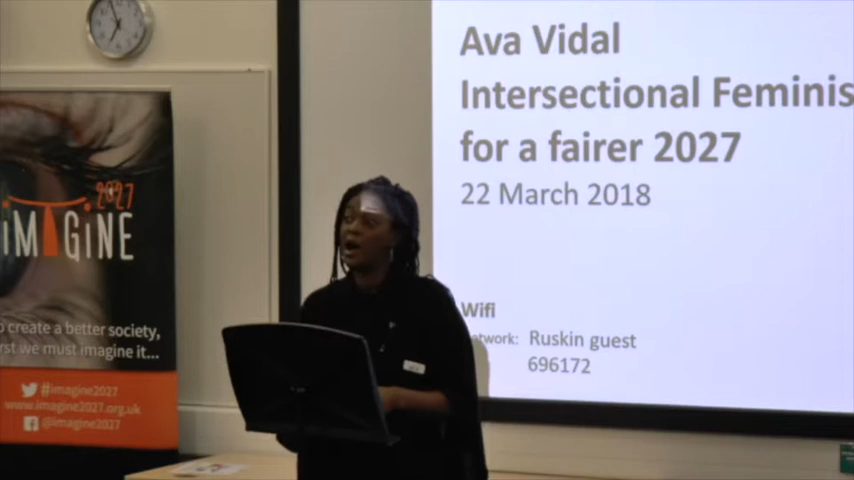 Ava Vidal
Intersectional Feminis
for a fairer 2027
22 March 2018
Wifi
network: Ruskin guest
696172
2027
iMAGiNE
o create a better society,
rst we must imagine it...
#imagine2027
www.imagine2027.org.uk
@imagine2027